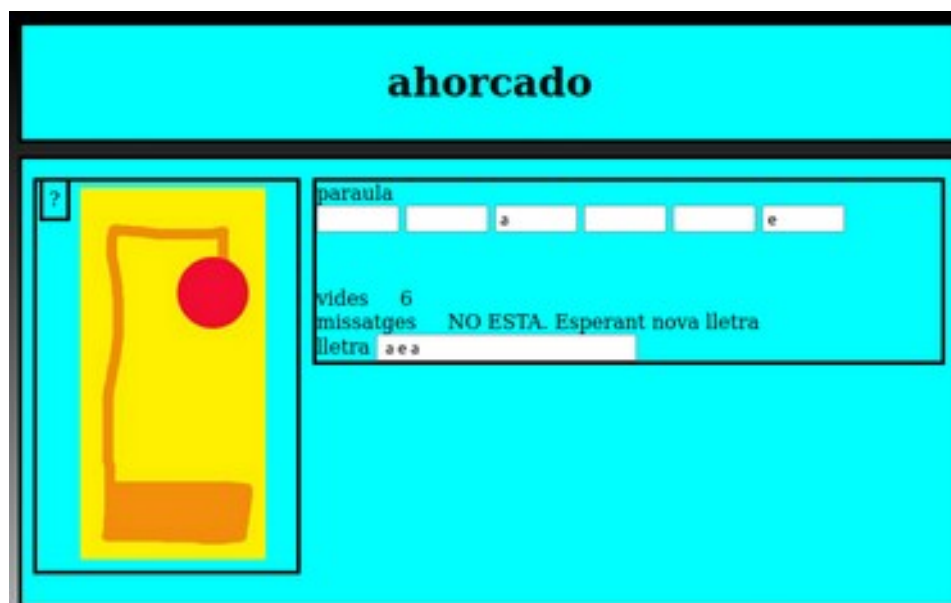 ahorcado
?
paraula
a e
vides 6
missatges NO ESTA. Esperant nova lletra
lletra a e a